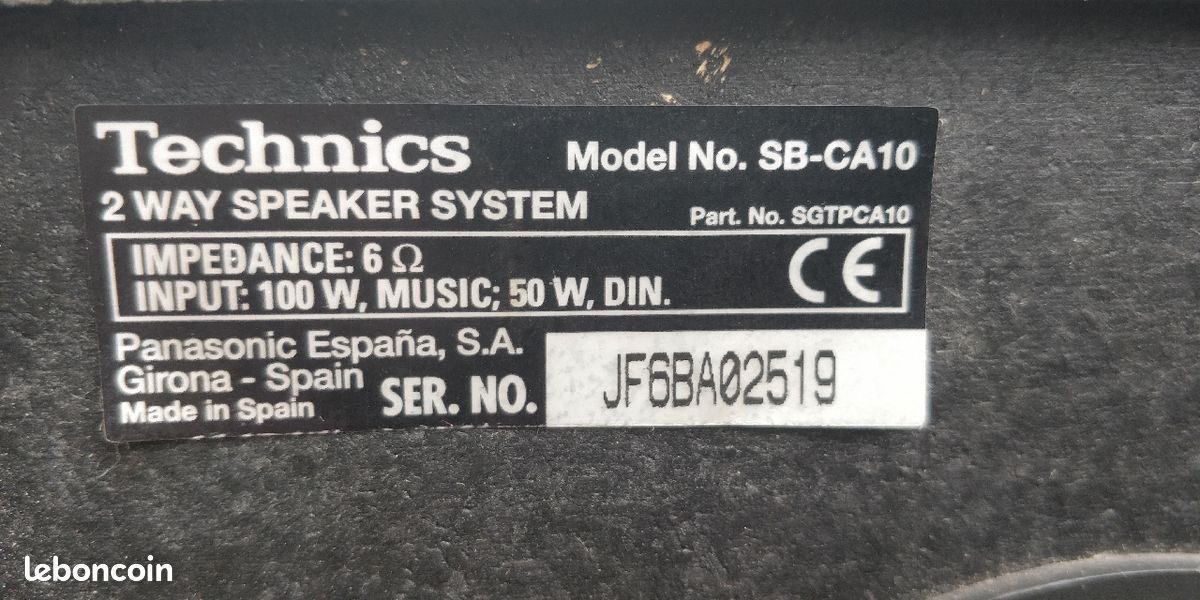 Technics
Model No. SB-CA10
2 WAY SPEAKER SYSTEM
Part. No. SGTPCA10
IMPEDANCE: 6 Ω
INPUT: 100 W, MUSIC; 50 W, DIN.
CE
Panasonic España, S.A.
Girona - Spain
Made in Spain
SER. NO.
JF6BA02519
leboncoin